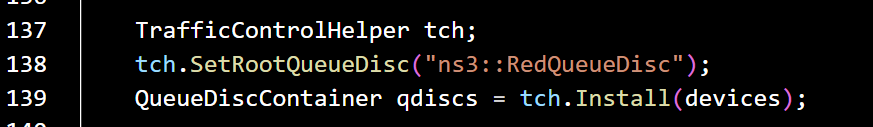 137 TrafficControlHelper tch;
138 tch.SetRootQueueDisc("ns3::RedQueueDisc");
139 QueueDiscContainer qdiscs = tch.Install(devices);